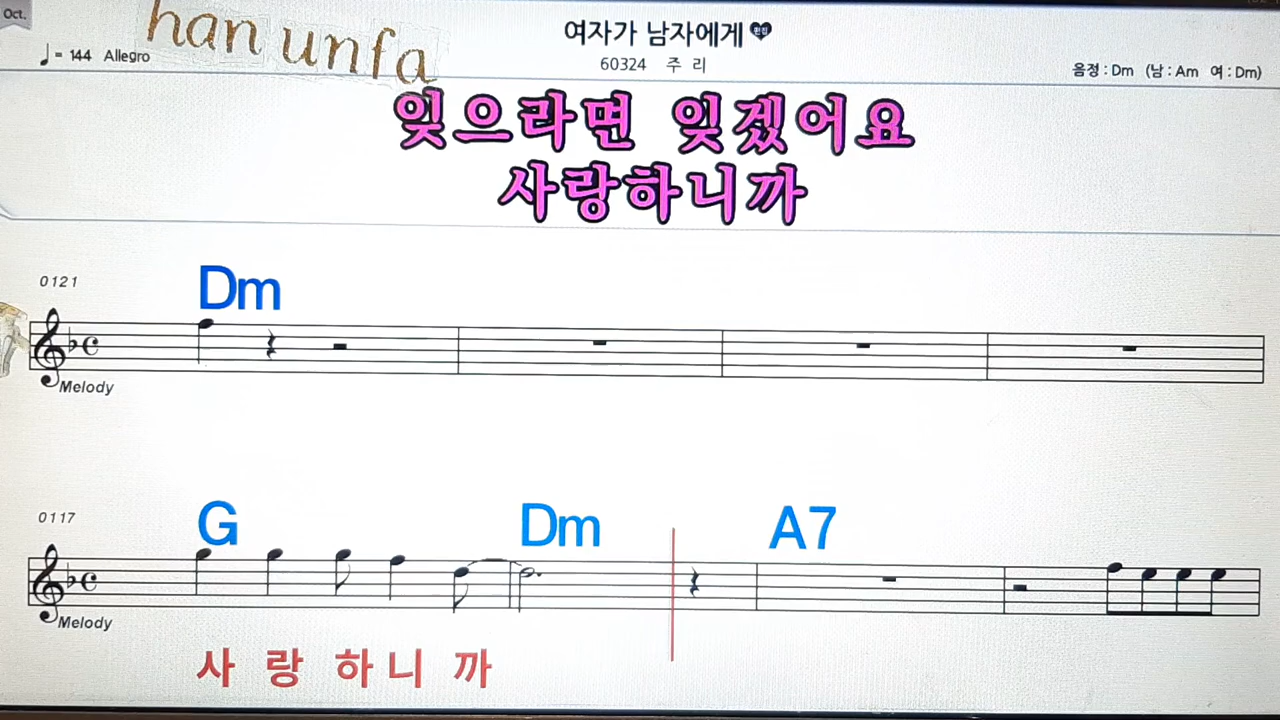 Oct.
han unfa
여자가 남자에게
편집
♩= 144 Allegro
60324 주 리
음정 : Dm (남 : Am 여 : Dm)
잊으라면 잊겠어요
사랑하니까
0121
Dm
Melody
0117
G Dm A7
Melody
사 랑 하 니 까